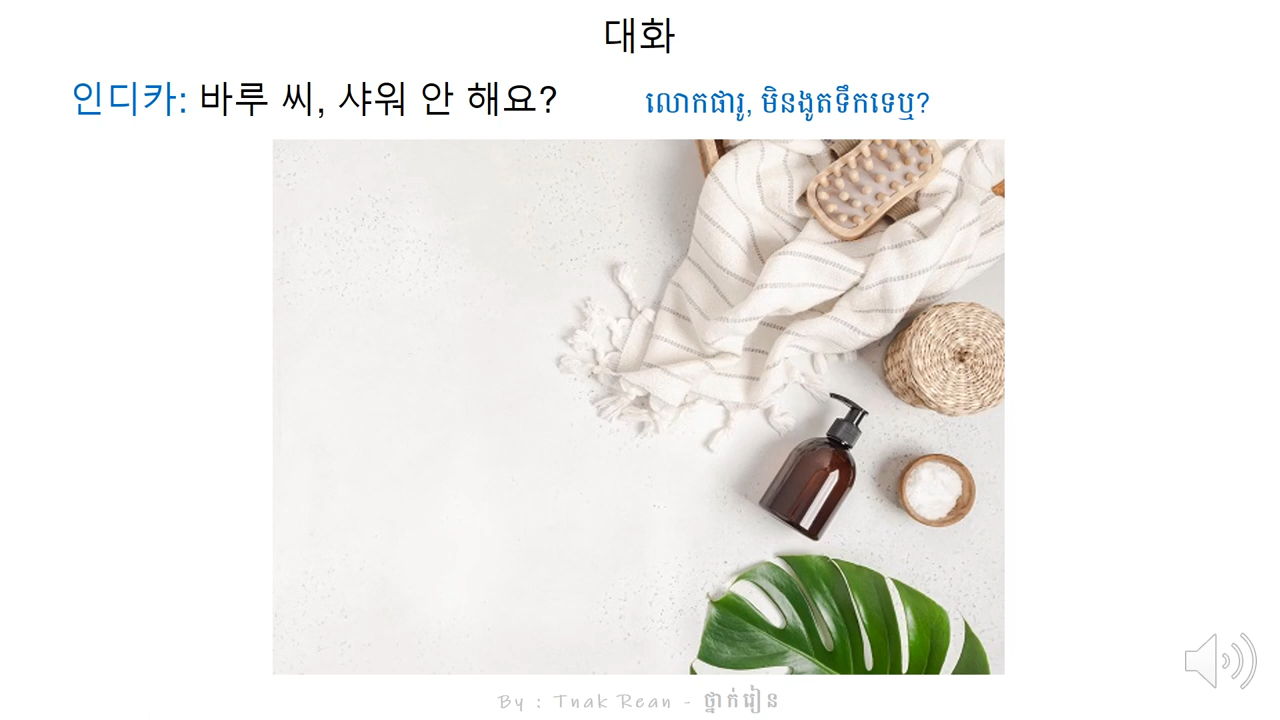 대화
인디카: 바루 씨, 샤워 안 해요? លោកផារូ, មិនងូតទឹកទេឬ?
By : Tnak Rean - ថ្នាក់រៀន